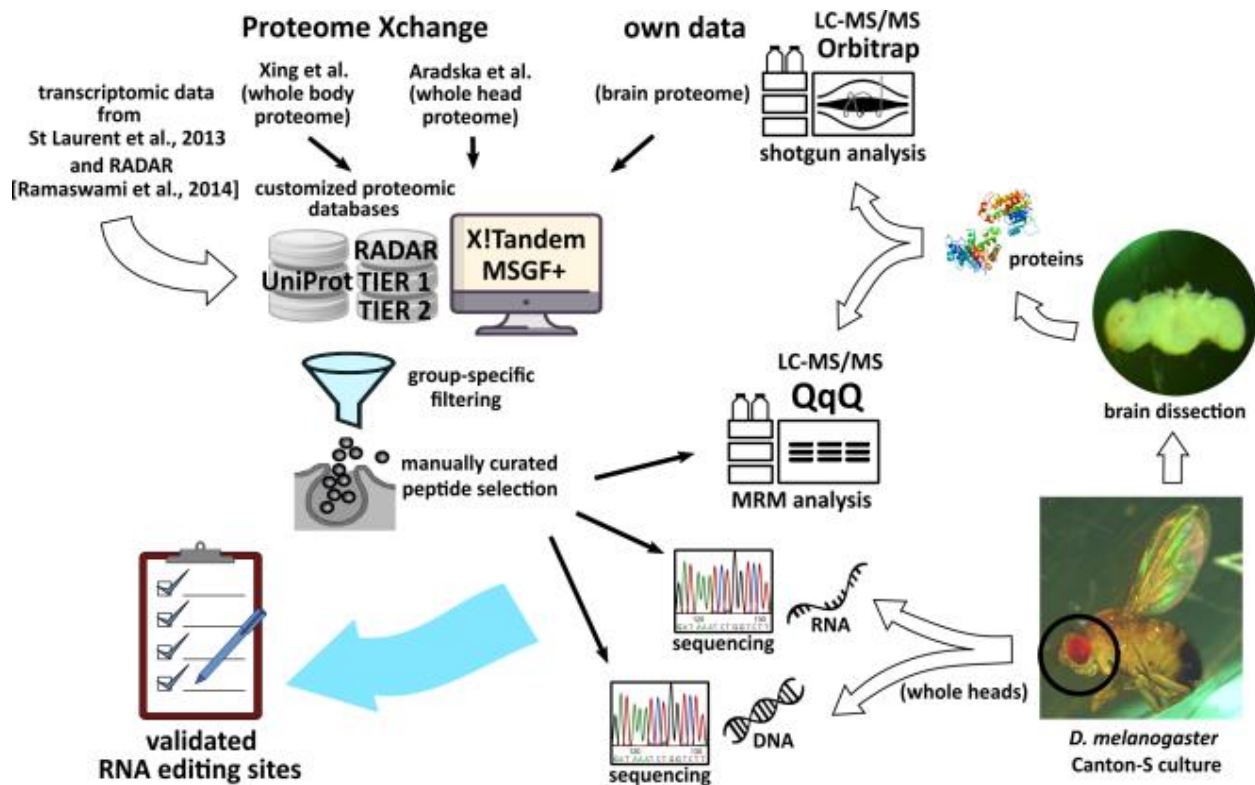 Proteome Xchange
own data
LC-MS/MS
Orbitrap
transcriptomic data
from
St Laurent et al., 2013
and RADAR
[Ramaswami et al., 2014]
Xing et al.
(whole body
proteome)
Aradska et al.
(whole head
proteome)
(brain proteome)
shotgun analysis
customized proteomic
databases
UniProt
RADAR
TIER 1
TIER 2
X!Tandem
MSGF+
proteins
brain dissection
group-specific
filtering
LC-MS/MS
QqQ
manually curated
peptide selection
MRM analysis
120 150
sequencing
RNA
(whole heads)
120 150
sequencing
DNA
validated
RNA editing sites
D. melanogaster
Canton-S culture